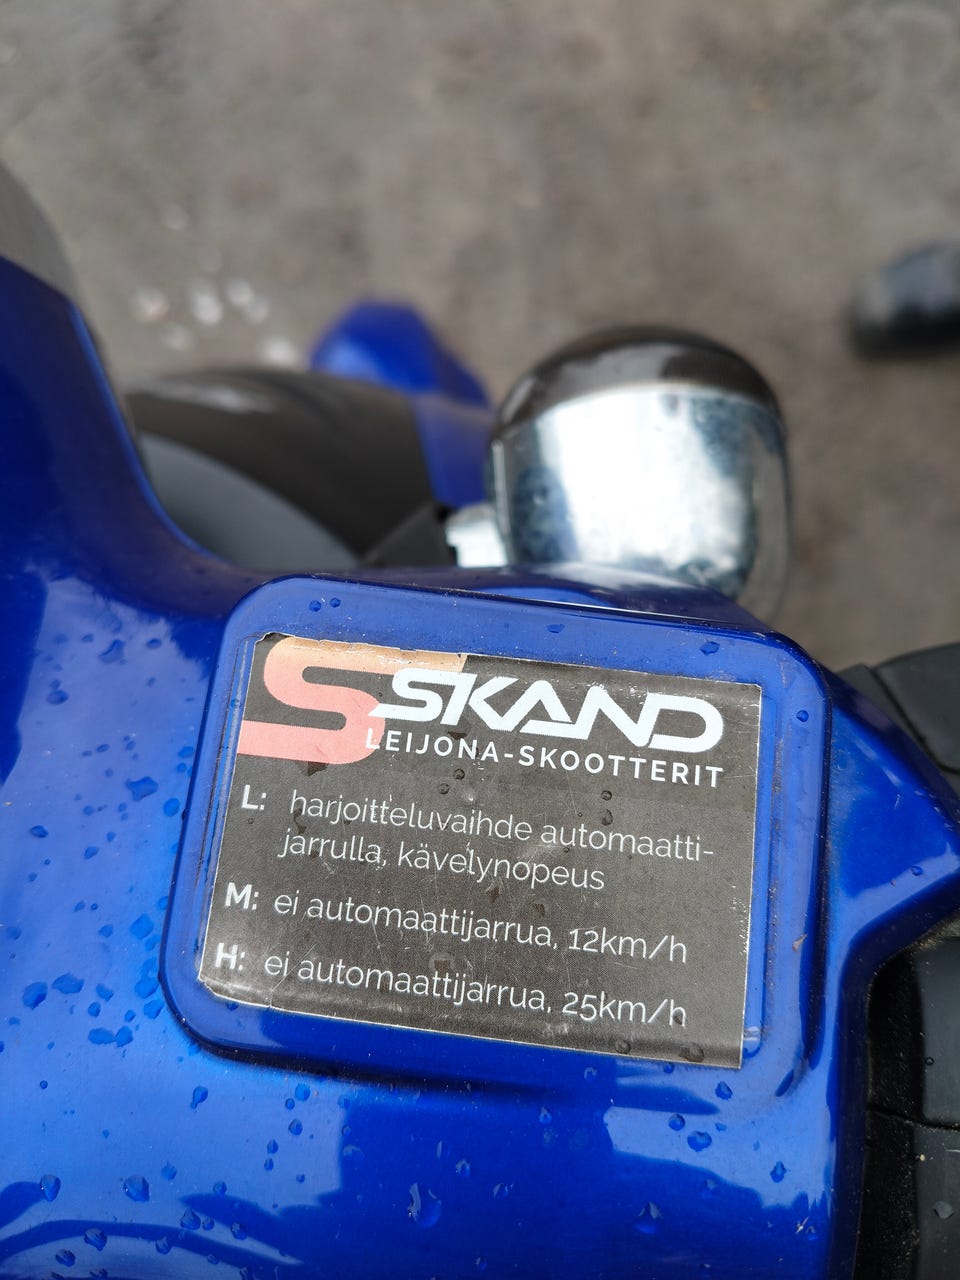 SKAND
LEIJONA-SKOOTTERIT
L: harjoitteluvaihde automaatti-
jarrulla, kävelynopeus
M: ei automaattijarrua, 12km/h
H: ei automaattijarrua, 25km/h